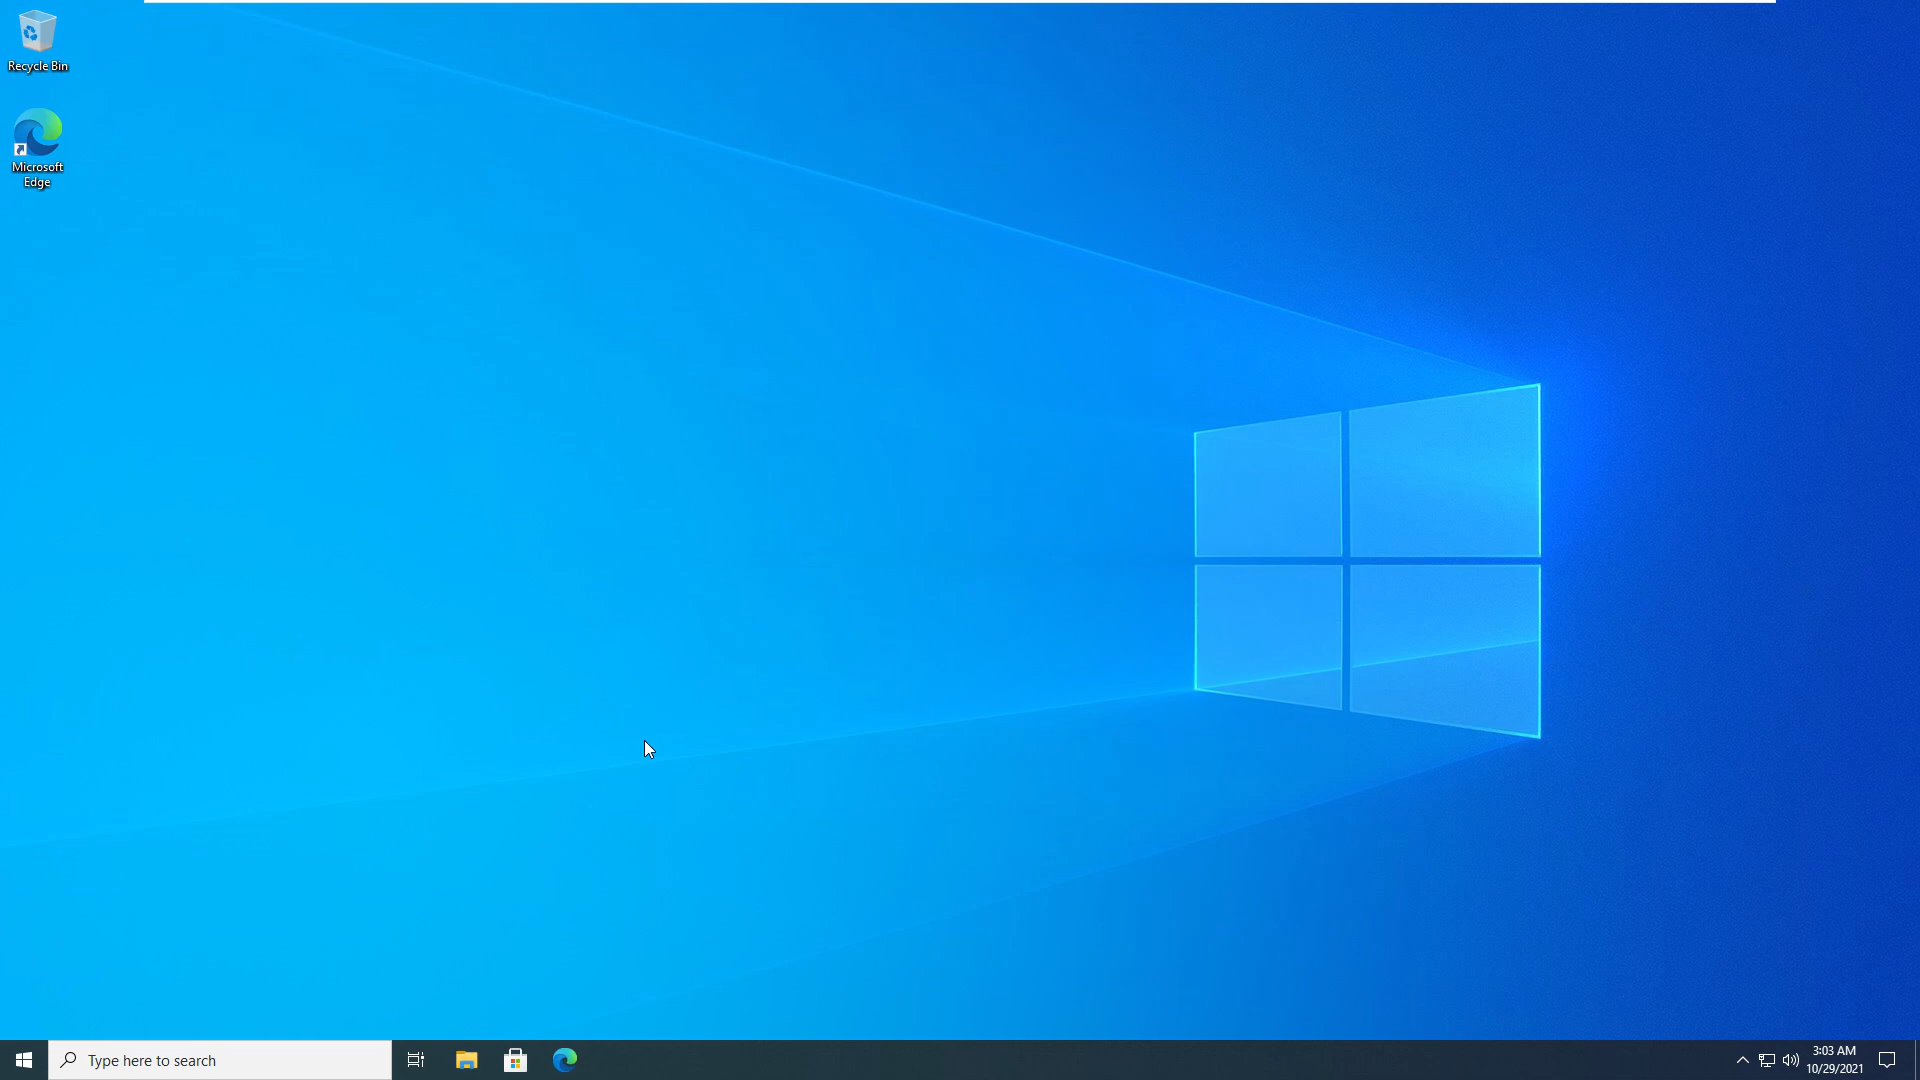 Recycle Bin
Microsoft
Edge
Type here to search
3:03 AM
10/29/2021